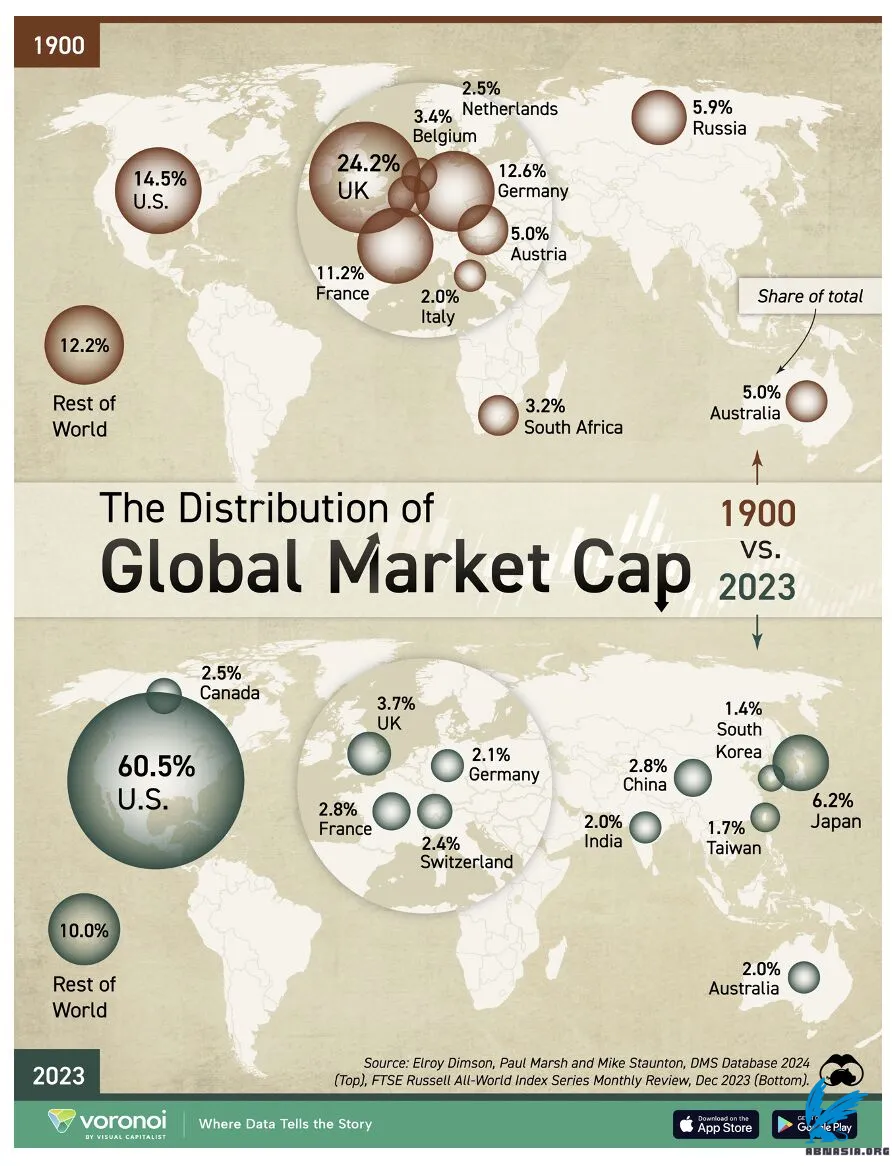 1900
2.5%
Netherlands
3.4%
Belgium
5.9%
Russia
24.2%
UK
12.6%
Germany
14.5%
U.S.
5.0%
Austria
11.2%
France
2.0%
Italy
Share of total
12.2%
Rest of
World
3.2%
South Africa
5.0%
Australia
The Distribution of
Global Market Cap
1900
vs.
2023
2.5%
Canada
3.7%
UK
1.4%
South
Korea
60.5%
U.S.
2.1%
Germany
2.8%
China
2.8%
France
2.4%
Switzerland
2.0%
India
1.7%
Taiwan
6.2%
Japan
10.0%
Rest of
World
2.0%
Australia
Source: Elroy Dimson, Paul Marsh and Mike Staunton, DMS Database 2024
(Top), FTSE Russell All-World Index Series Monthly Review, Dec 2023 (Bottom).
2023
voronoi
BY VISUAL CAPITALIST
Where Data Tells the Story
Download on the
App Store
Google Play
ABNASIA.ORG